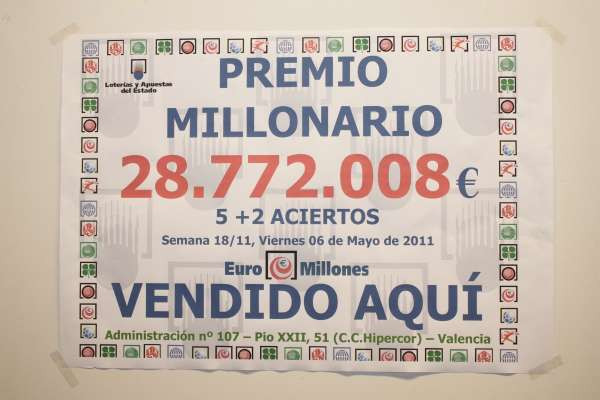 Loterías y Apuestas
del Estado
PREMIO
MILLONARIO
28.772.008€
5 +2 ACIERTOS
Semana 18/11, Viernes 06 de Mayo de 2011
Euro € Millones
VENDIDO AQUÍ
Administración nº 107 – Pio XXII, 51 (C.C.Hipercor) – Valencia